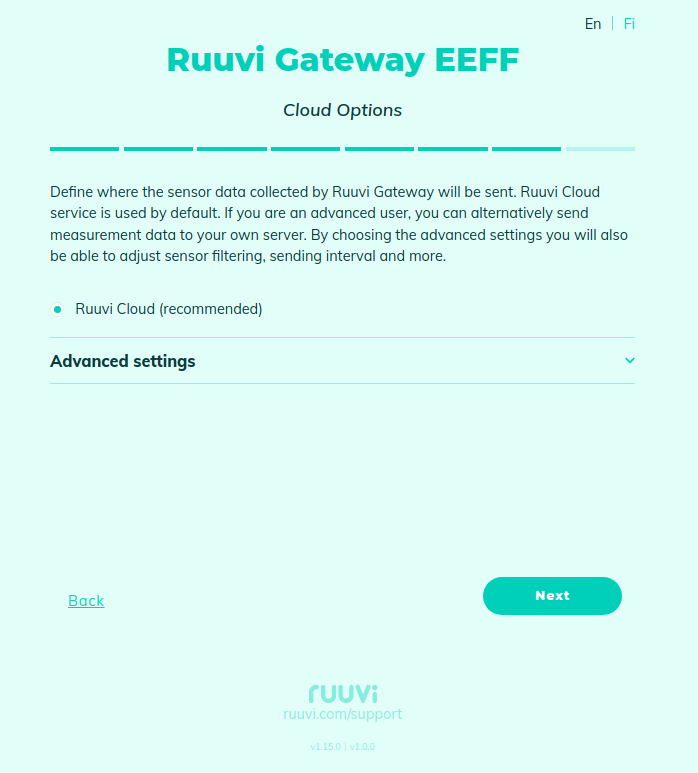 En | Fi
Ruuvi Gateway EEFF
Cloud Options
Define where the sensor data collected by Ruuvi Gateway will be sent. Ruuvi Cloud
service is used by default. If you are an advanced user, you can alternatively send
measurement data to your own server. By choosing the advanced settings you will also
be able to adjust sensor filtering, sending interval and more.
Ruuvi Cloud (recommended)
Advanced settings
Back
Next
ruuvi
ruuvi.com/support
v1.15.0 | v1.0.0